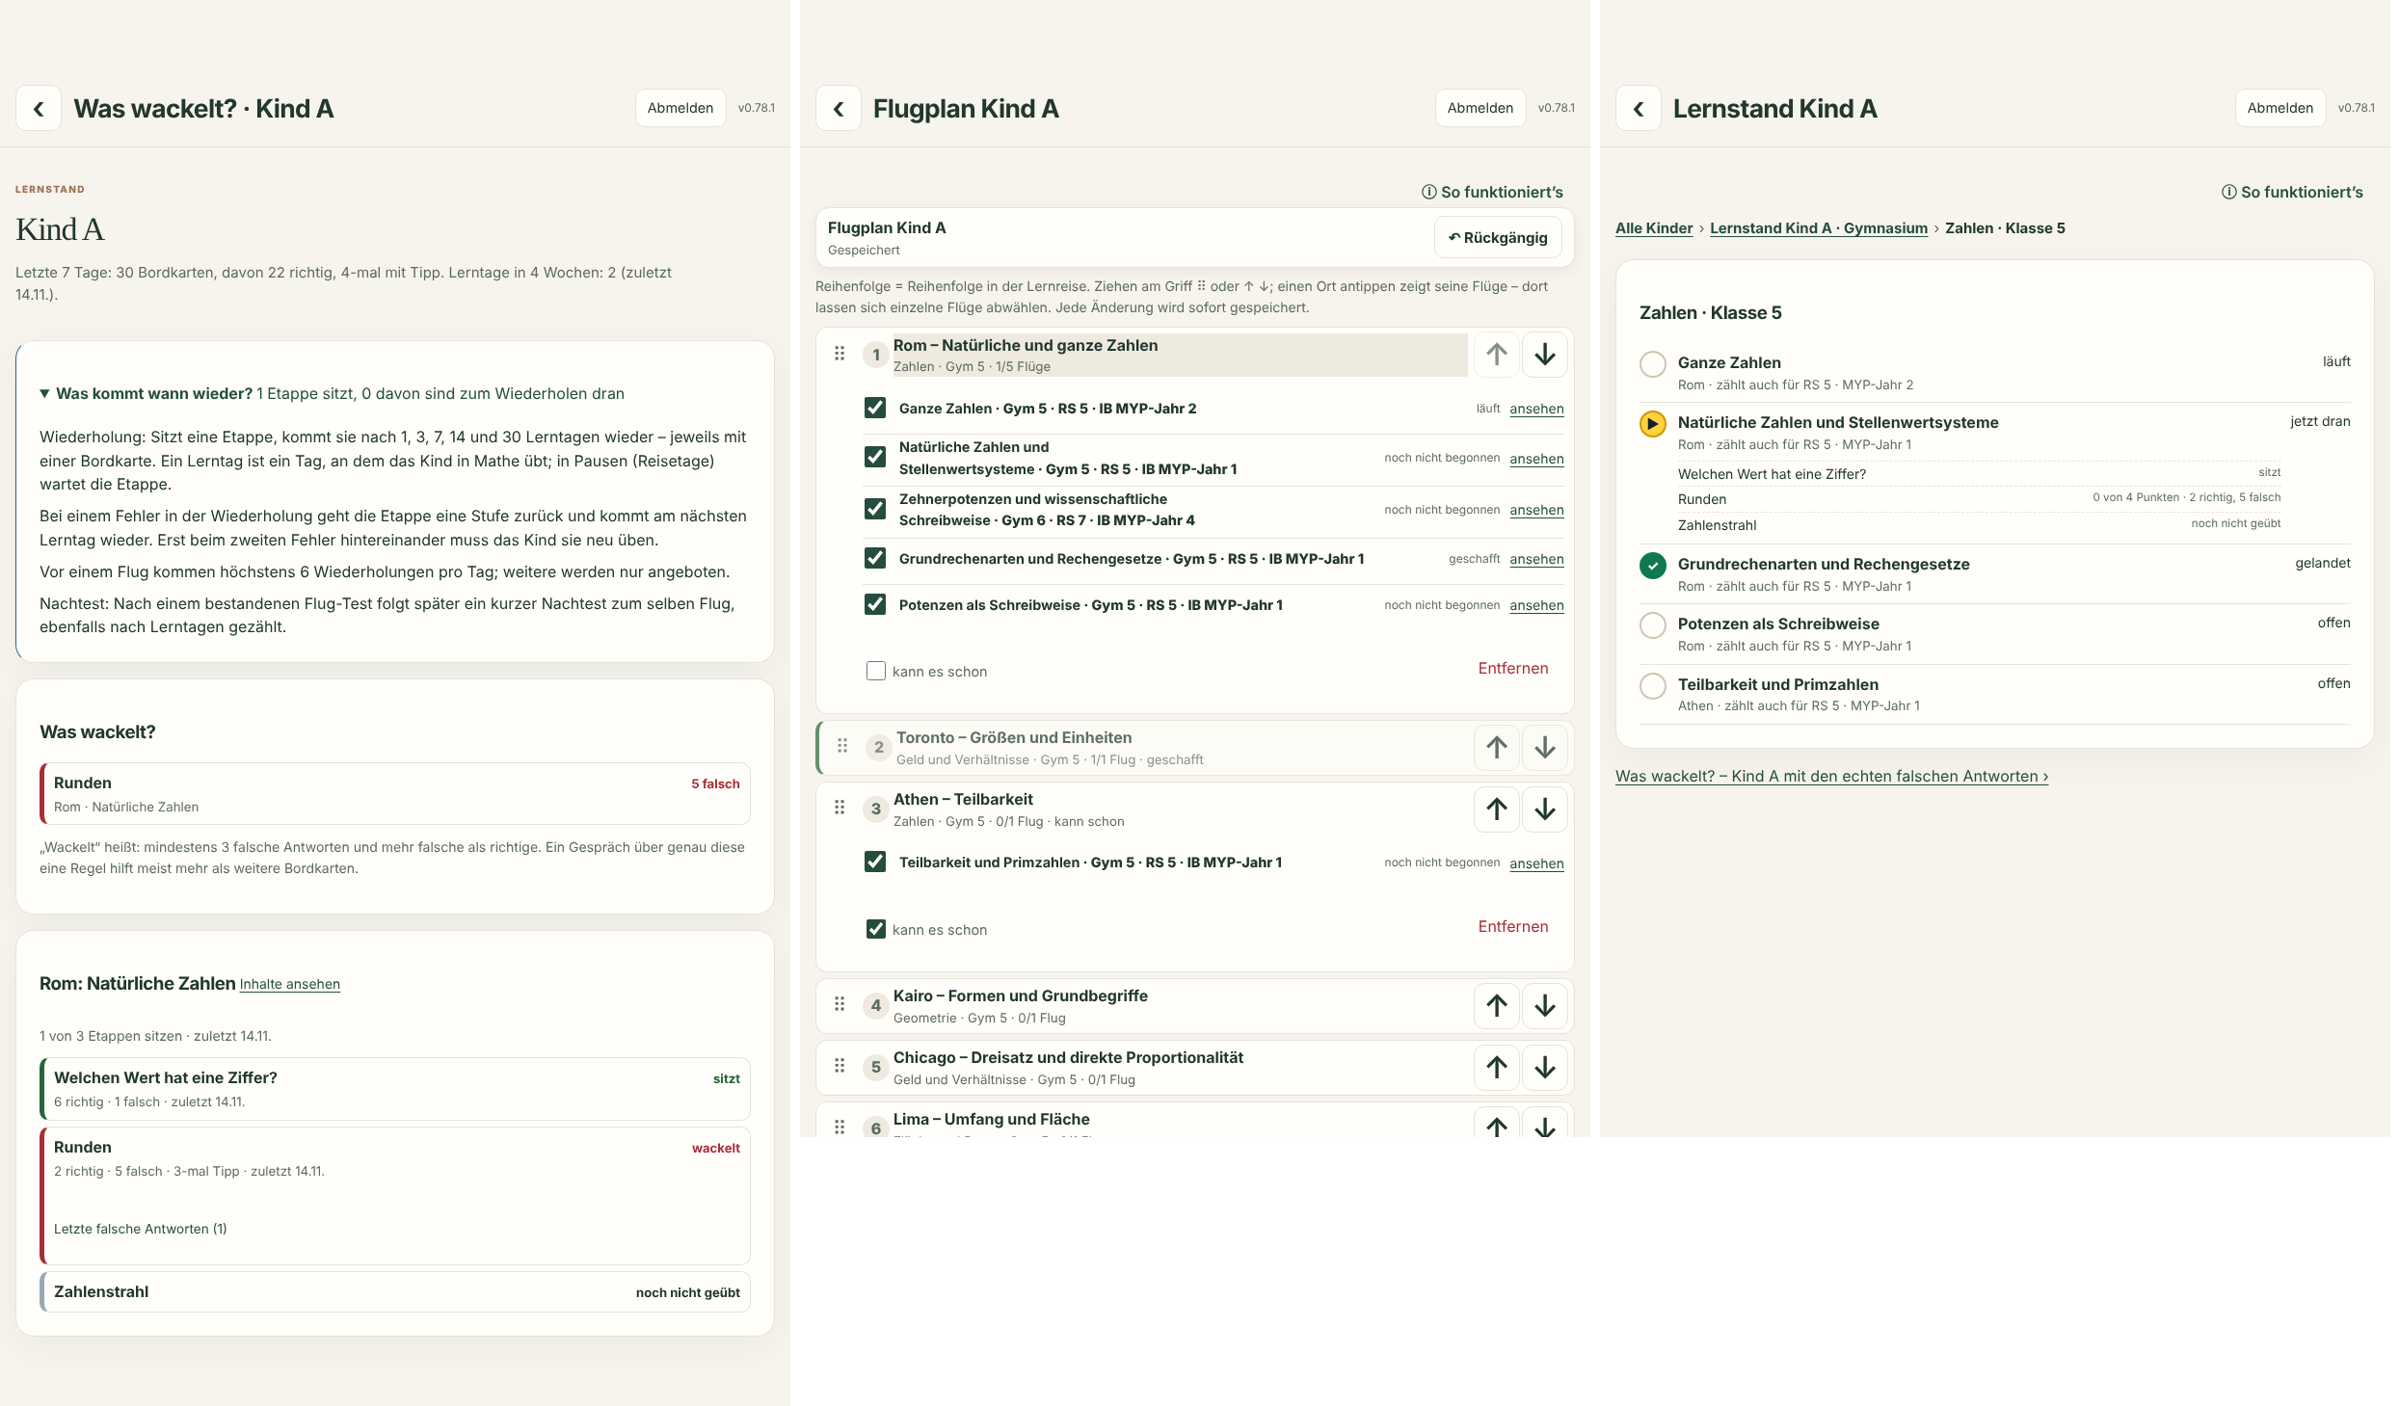 Was wackelt? · Kind A
Abmelden
v0.78.1
LERNSTAND
Kind A
Letzte 7 Tage: 30 Bordkarten, davon 22 richtig, 4-mal mit Tipp. Lerntage in 4 Wochen: 2 (zuletzt
14.11.).
▼ Was kommt wann wieder? 1 Etappe sitzt, 0 davon sind zum Wiederholen dran
Wiederholung: Sitzt eine Etappe, kommt sie nach 1, 3, 7, 14 und 30 Lerntagen wieder – jeweils mit
einer Bordkarte. Ein Lerntag ist ein Tag, an dem das Kind in Mathe übt; in Pausen (Reisetage)
wartet die Etappe.
Bei einem Fehler in der Wiederholung geht die Etappe eine Stufe zurück und kommt am nächsten
Lerntag wieder. Erst beim zweiten Fehler hintereinander muss das Kind sie neu üben.
Vor einem Flug kommen höchstens 6 Wiederholungen pro Tag; weitere werden nur angeboten.
Nachtest: Nach einem bestandenen Flug-Test folgt später ein kurzer Nachtest zum selben Flug,
ebenfalls nach Lerntagen gezählt.
Was wackelt?
Runden
5 falsch
Rom · Natürliche Zahlen
„Wackelt“ heißt: mindestens 3 falsche Antworten und mehr falsche als richtige. Ein Gespräch über genau diese
eine Regel hilft meist mehr als weitere Bordkarten.
Rom: Natürliche Zahlen Inhalte ansehen
1 von 3 Etappen sitzen · zuletzt 14.11.
Welchen Wert hat eine Ziffer?
sitzt
6 richtig · 1 falsch · zuletzt 14.11.
Runden
wackelt
2 richtig · 5 falsch · 3-mal Tipp · zuletzt 14.11.
Letzte falsche Antworten (1)
Zahlenstrahl
noch nicht geübt
Flugplan Kind A
Abmelden
v0.78.1
ⓘ So funktioniert’s
Flugplan Kind A
Gespeichert
↶ Rückgängig
Reihenfolge = Reihenfolge in der Lernreise. Ziehen am Griff ⠿ oder ↑ ↓; einen Ort antippen zeigt seine Flüge – dort
lassen sich einzelne Flüge abwählen. Jede Änderung wird sofort gespeichert.
1
Rom – Natürliche und ganze Zahlen
Zahlen · Gym 5 · 1/5 Flüge
Ganze Zahlen · Gym 5 · RS 5 · IB MYP-Jahr 2
läuft ansehen
Natürliche Zahlen und
Stellenwertsysteme · Gym 5 · RS 5 · IB MYP-Jahr 1
noch nicht begonnen ansehen
Zehnerpotenzen und wissenschaftliche
Schreibweise · Gym 6 · RS 7 · IB MYP-Jahr 4
noch nicht begonnen ansehen
Grundrechenarten und Rechengesetze · Gym 5 · RS 5 · IB MYP-Jahr 1
geschafft ansehen
Potenzen als Schreibweise · Gym 5 · RS 5 · IB MYP-Jahr 1
noch nicht begonnen ansehen
kann es schon
Entfernen
2
Toronto – Größen und Einheiten
Geld und Verhältnisse · Gym 5 · 1/1 Flug · geschafft
3
Athen – Teilbarkeit
Zahlen · Gym 5 · 0/1 Flug · kann schon
Teilbarkeit und Primzahlen · Gym 5 · RS 5 · IB MYP-Jahr 1
noch nicht begonnen ansehen
kann es schon
Entfernen
4
Kairo – Formen und Grundbegriffe
Geometrie · Gym 5 · 0/1 Flug
5
Chicago – Dreisatz und direkte Proportionalität
Geld und Verhältnisse · Gym 5 · 0/1 Flug
6
Lima – Umfang und Fläche
Lernstand Kind A
Abmelden
v0.78.1
ⓘ So funktioniert’s
Alle Kinder › Lernstand Kind A · Gymnasium › Zahlen · Klasse 5
Zahlen · Klasse 5
Ganze Zahlen
läuft
Rom · zählt auch für RS 5 · MYP-Jahr 2
Natürliche Zahlen und Stellenwertsysteme
jetzt dran
Rom · zählt auch für RS 5 · MYP-Jahr 1
Welchen Wert hat eine Ziffer?
sitzt
Runden
0 von 4 Punkten · 2 richtig, 5 falsch
Zahlenstrahl
noch nicht geübt
Grundrechenarten und Rechengesetze
gelandet
Rom · zählt auch für RS 5 · MYP-Jahr 1
Potenzen als Schreibweise
offen
Rom · zählt auch für RS 5 · MYP-Jahr 1
Teilbarkeit und Primzahlen
offen
Athen · zählt auch für RS 5 · MYP-Jahr 1
Was wackelt? – Kind A mit den echten falschen Antworten ›